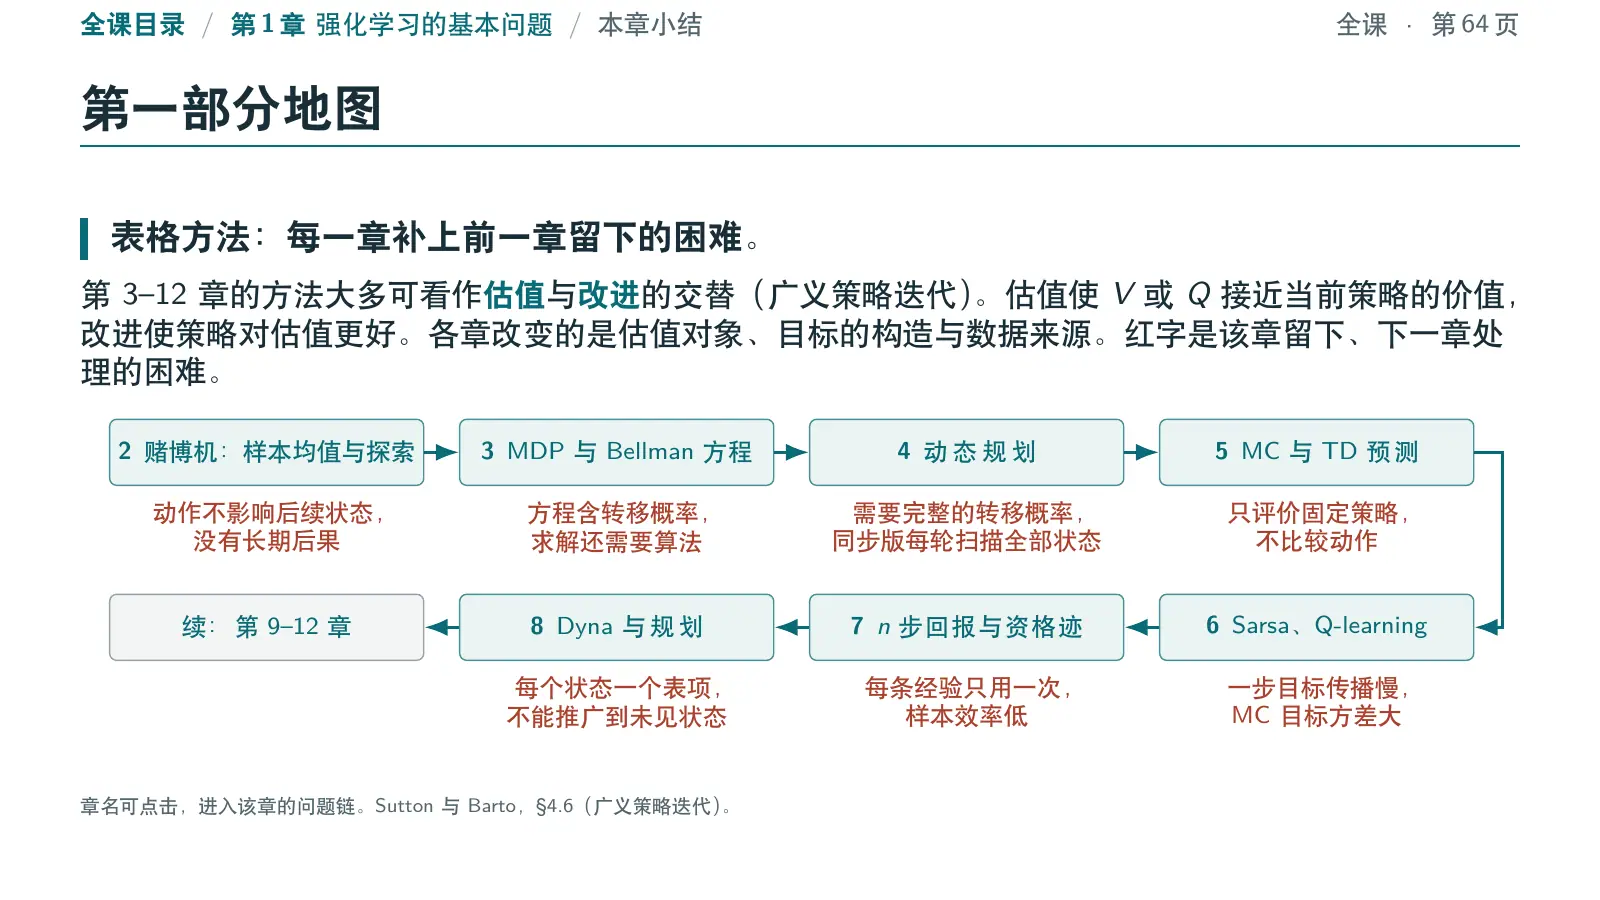 全课目录 / 第 1 章 强化学习的基本问题 / 本章小结
全课 · 第 64 页
第一部分地图
表格方法：每一章补上前一章留下的困难。
第 3–12 章的方法大多可看作估值与改进的交替（广义策略迭代）。估值使 V 或 Q 接近当前策略的价值，
改进使策略对估值更好。各章改变的是估值对象、目标的构造与数据来源。红字是该章留下、下一章处
理的困难。
2 赌博机：样本均值与探索
3 MDP 与 Bellman 方程
4 动态规划
5 MC 与 TD 预测
动作不影响后续状态，
没有长期后果
方程含转移概率，
求解还需要算法
需要完整的转移概率，
同步版每轮扫描全部状态
只评价固定策略，
不比较动作
续：第 9–12 章
8 Dyna 与规划
7 n 步回报与资格迹
6 Sarsa、Q-learning
每个状态一个表项，
不能推广到未见状态
每条经验只用一次，
样本效率低
一步目标传播慢，
MC 目标方差大
章名可点击，进入该章的问题链。Sutton 与 Barto，§4.6（广义策略迭代）。